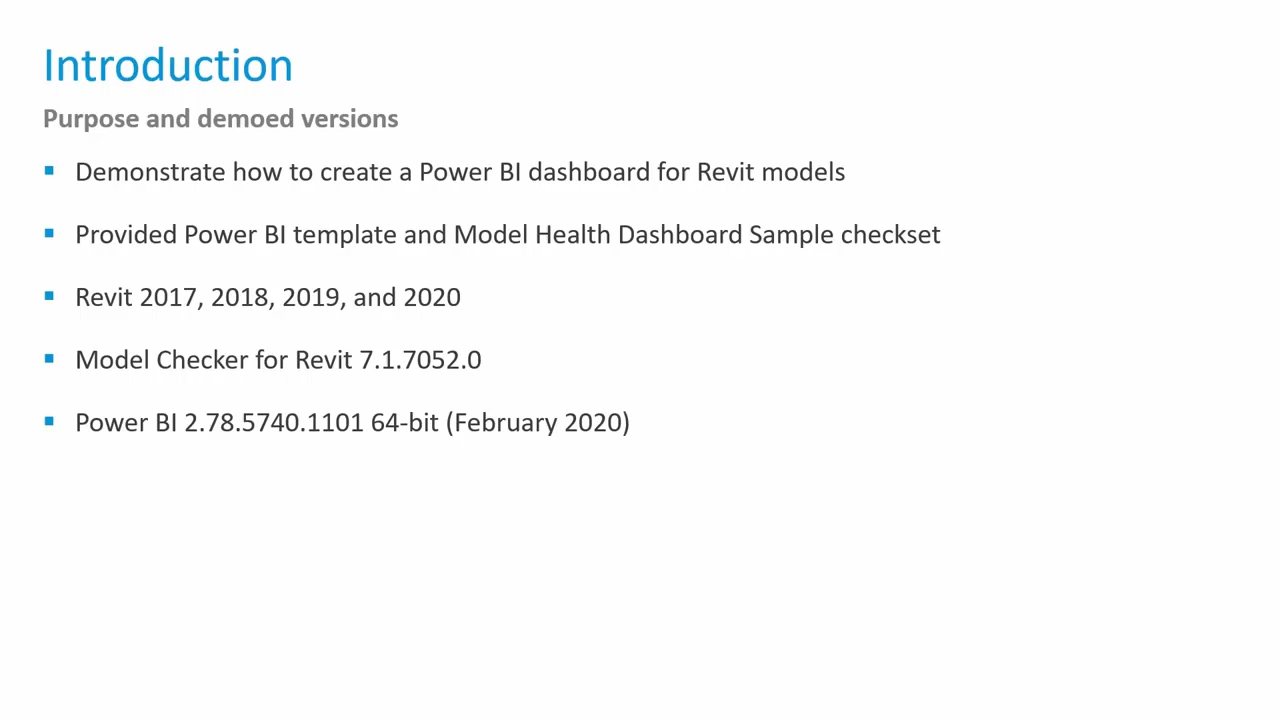 Introduction
Purpose and demoed versions
▪ Demonstrate how to create a Power BI dashboard for Revit models
▪ Provided Power BI template and Model Health Dashboard Sample checkset
▪ Revit 2017, 2018, 2019, and 2020
▪ Model Checker for Revit 7.1.7052.0
▪ Power BI 2.78.5740.1101 64-bit (February 2020)